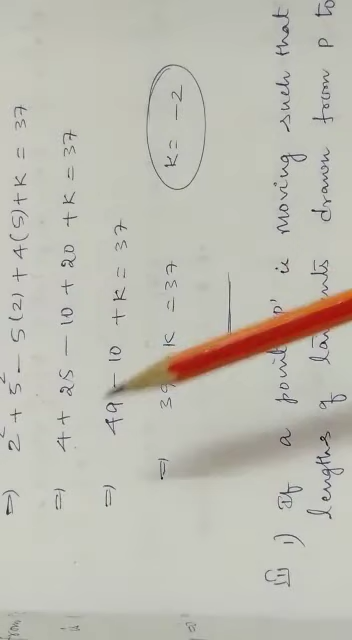 =) 2² + 5² - 5(2) + 4(5) + K = 37
=) 4 + 25 - 10 + 20 + K = 37
=) 49 - 10 + K = 37
=) 39 K = 37
K = -2
III 1) If a point 'P' is moving such that
lengths of drawn from P to